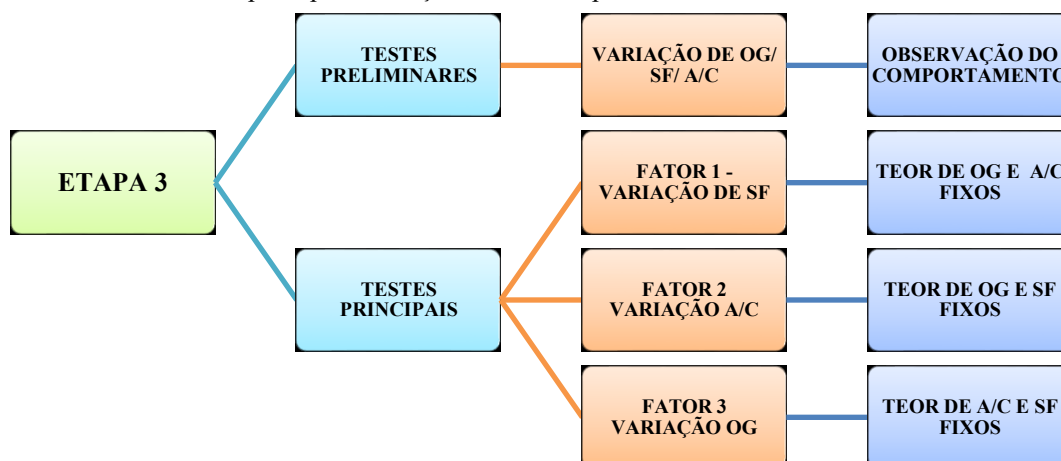 TESTES
PRELIMINARES
VARIAÇÃO DE OG/
SF/ A/C
OBSERVAÇÃO DO
COMPORTAMENTO
ETAPA 3
FATOR 1 -
VARIAÇÃO DE SF
TEOR DE OG E A/C
FIXOS
TESTES
PRINCIPAIS
FATOR 2
VARIAÇÃO A/C
TEOR DE OG E SF
FIXOS
FATOR 3
VARIAÇÃO OG
TEOR DE A/C E SF
FIXOS